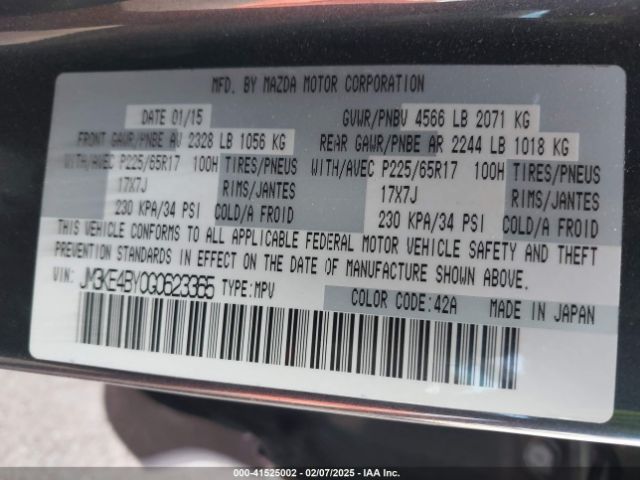 MFD. BY MAZDA MOTOR CORPORATION
DATE 01/15 GVWR/PNBV 4566 LB 2071 KG
FRONT GAWR/PNBE AV 2328 LB 1056 KG REAR GAWR/PNBE AR 2244 LB 1018 KG
WITH/AVEC P225/65R17 100H TIRES/PNEUS WITH/AVEC P225/65R17 100H TIRES/PNEUS
17X7J RIMS/JANTES 17X7J RIMS/JANTES
230 KPA/34 PSI COLD/A FROID 230 KPA/34 PSI COLD/A FROID
THIS VEHICLE CONFORMS TO ALL APPLICABLE FEDERAL MOTOR VEHICLE SAFETY AND THEFT
PREVENTION STANDARDS IN EFFECT ON THE DATE OF MANUFACTURE SHOWN ABOVE.
VIN: JM3KE4BY0G0623365 TYPE:MPV
COLOR CODE:42A MADE IN JAPAN
000-41525002 — 02/07/2025 — IAA Inc.